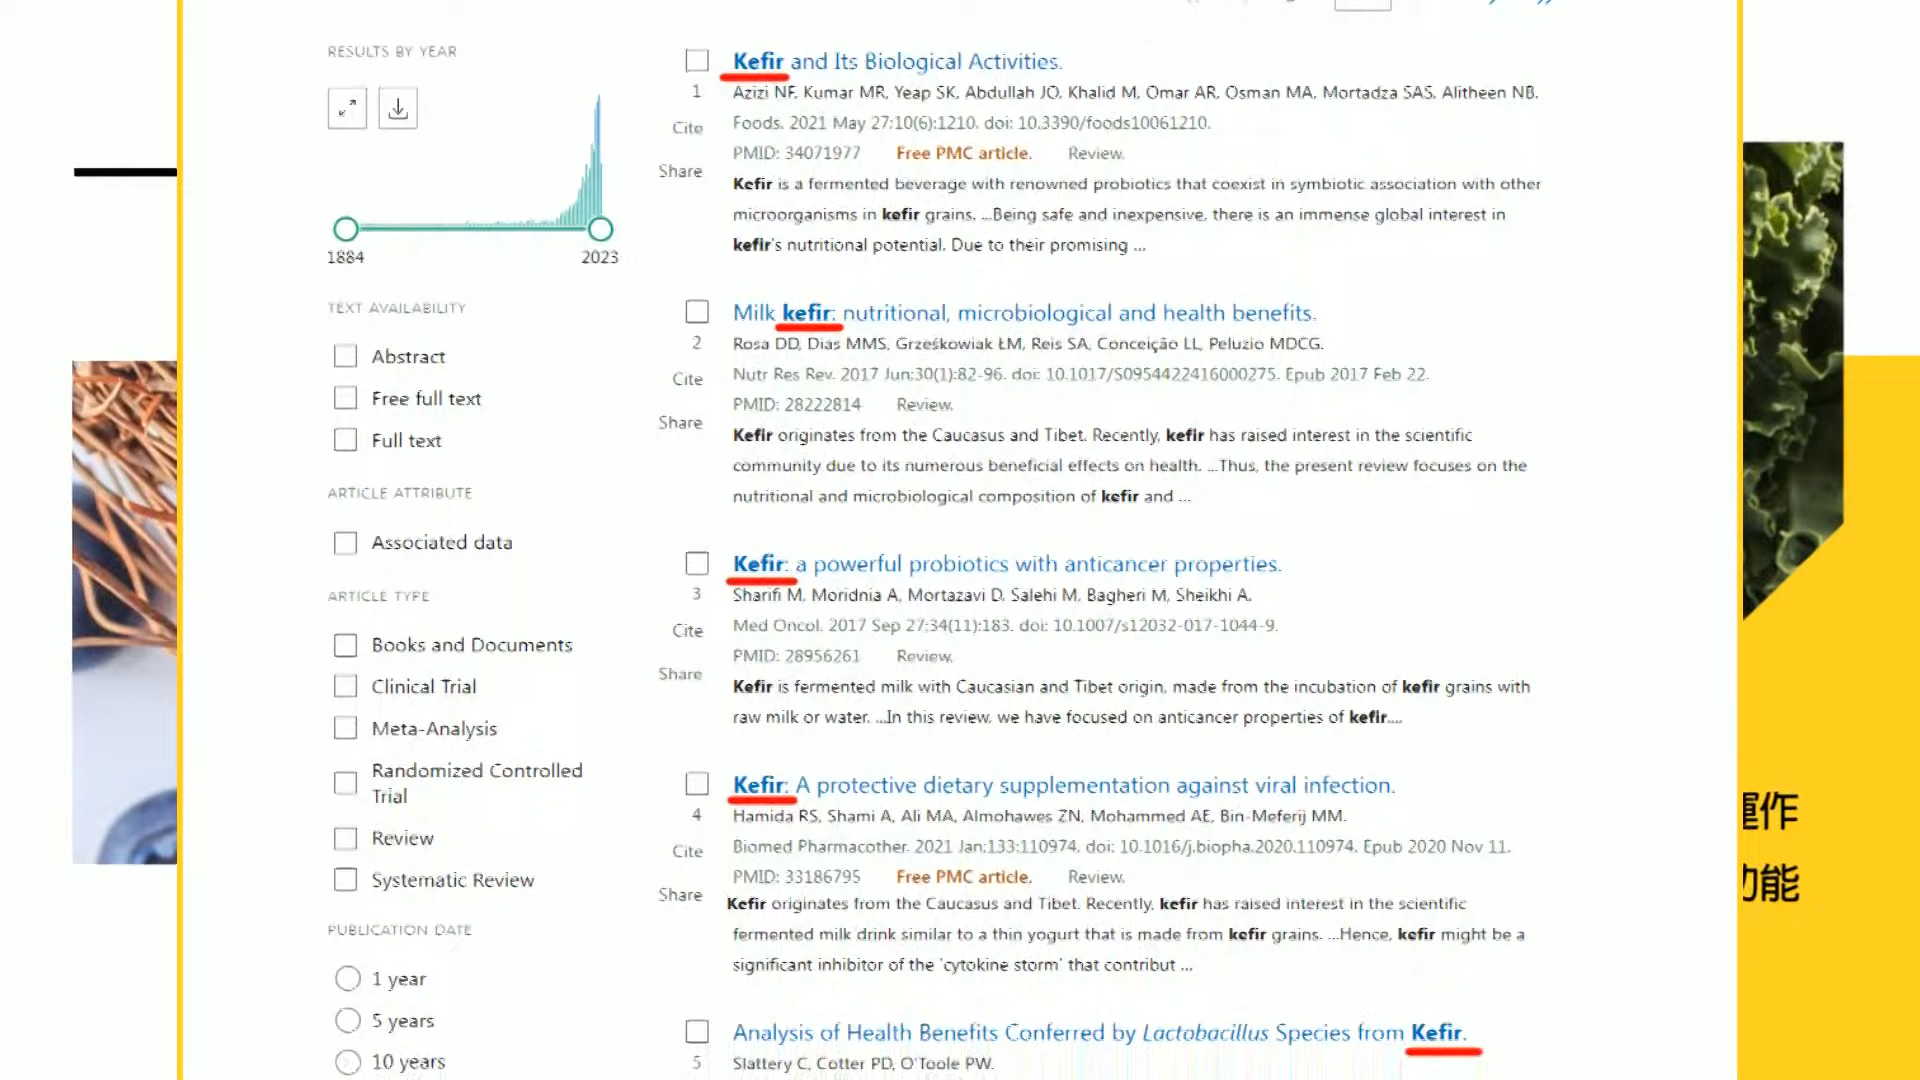 RESULTS BY YEAR
1884
2023
TEXT AVAILABILITY
Abstract
Free full text
Full text
ARTICLE ATTRIBUTE
Associated data
ARTICLE TYPE
Books and Documents
Clinical Trial
Meta-Analysis
Randomized Controlled
Trial
Review
Systematic Review
PUBLICATION DATE
1 year
5 years
10 years
Kefir and Its Biological Activities.
1
Azizi NF, Kumar MR, Yeap SK, Abdullah JO, Khalid M, Omar AR, Osman MA, Mortadza SAS, Alitheen NB.
Cite
Foods. 2021 May 27;10(6):1210. doi: 10.3390/foods10061210.
PMID: 34071977 Free PMC article. Review.
Share
Kefir is a fermented beverage with renowned probiotics that coexist in symbiotic association with other
microorganisms in kefir grains. ...Being safe and inexpensive, there is an immense global interest in
kefir's nutritional potential. Due to their promising ...
Milk kefir: nutritional, microbiological and health benefits.
2
Rosa DD, Dias MMS, Grześkowiak ŁM, Reis SA, Conceição LL, Peluzio MDCG.
Cite
Nutr Res Rev. 2017 Jun;30(1):82-96. doi: 10.1017/S0954422416000275. Epub 2017 Feb 22.
PMID: 28222814 Review.
Share
Kefir originates from the Caucasus and Tibet. Recently, kefir has raised interest in the scientific
community due to its numerous beneficial effects on health. ...Thus, the present review focuses on the
nutritional and microbiological composition of kefir and ...
Kefir: a powerful probiotics with anticancer properties.
3
Sharifi M, Moridnia A, Mortazavi D, Salehi M, Bagheri M, Sheikhi A.
Cite
Med Oncol. 2017 Sep 27;34(11):183. doi: 10.1007/s12032-017-1044-9.
PMID: 28956261 Review.
Share
Kefir is fermented milk with Caucasian and Tibet origin, made from the incubation of kefir grains with
raw milk or water. ...In this review, we have focused on anticancer properties of kefir....
Kefir: A protective dietary supplementation against viral infection.
4
Hamida RS, Shami A, Ali MA, Almohawes ZN, Mohammed AE, Bin-Meferij MM.
Cite
Biomed Pharmacother. 2021 Jan;133:110974. doi: 10.1016/j.biopha.2020.110974. Epub 2020 Nov 11.
PMID: 33186795 Free PMC article. Review.
Share
Kefir originates from the Caucasus and Tibet. Recently, kefir has raised interest in the scientific
fermented milk drink similar to a thin yogurt that is made from kefir grains. ...Hence, kefir might be a
significant inhibitor of the 'cytokine storm' that contribut ...
Analysis of Health Benefits Conferred by Lactobacillus Species from Kefir.
5
Slattery C, Cotter PD, O'Toole PW.
運作
功能